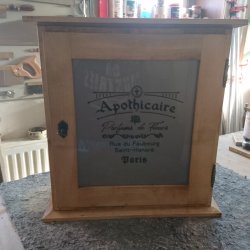 Apothicaire
Parfums de Fleurs
Rue du Faubourg
Saint-Honoré
Paris